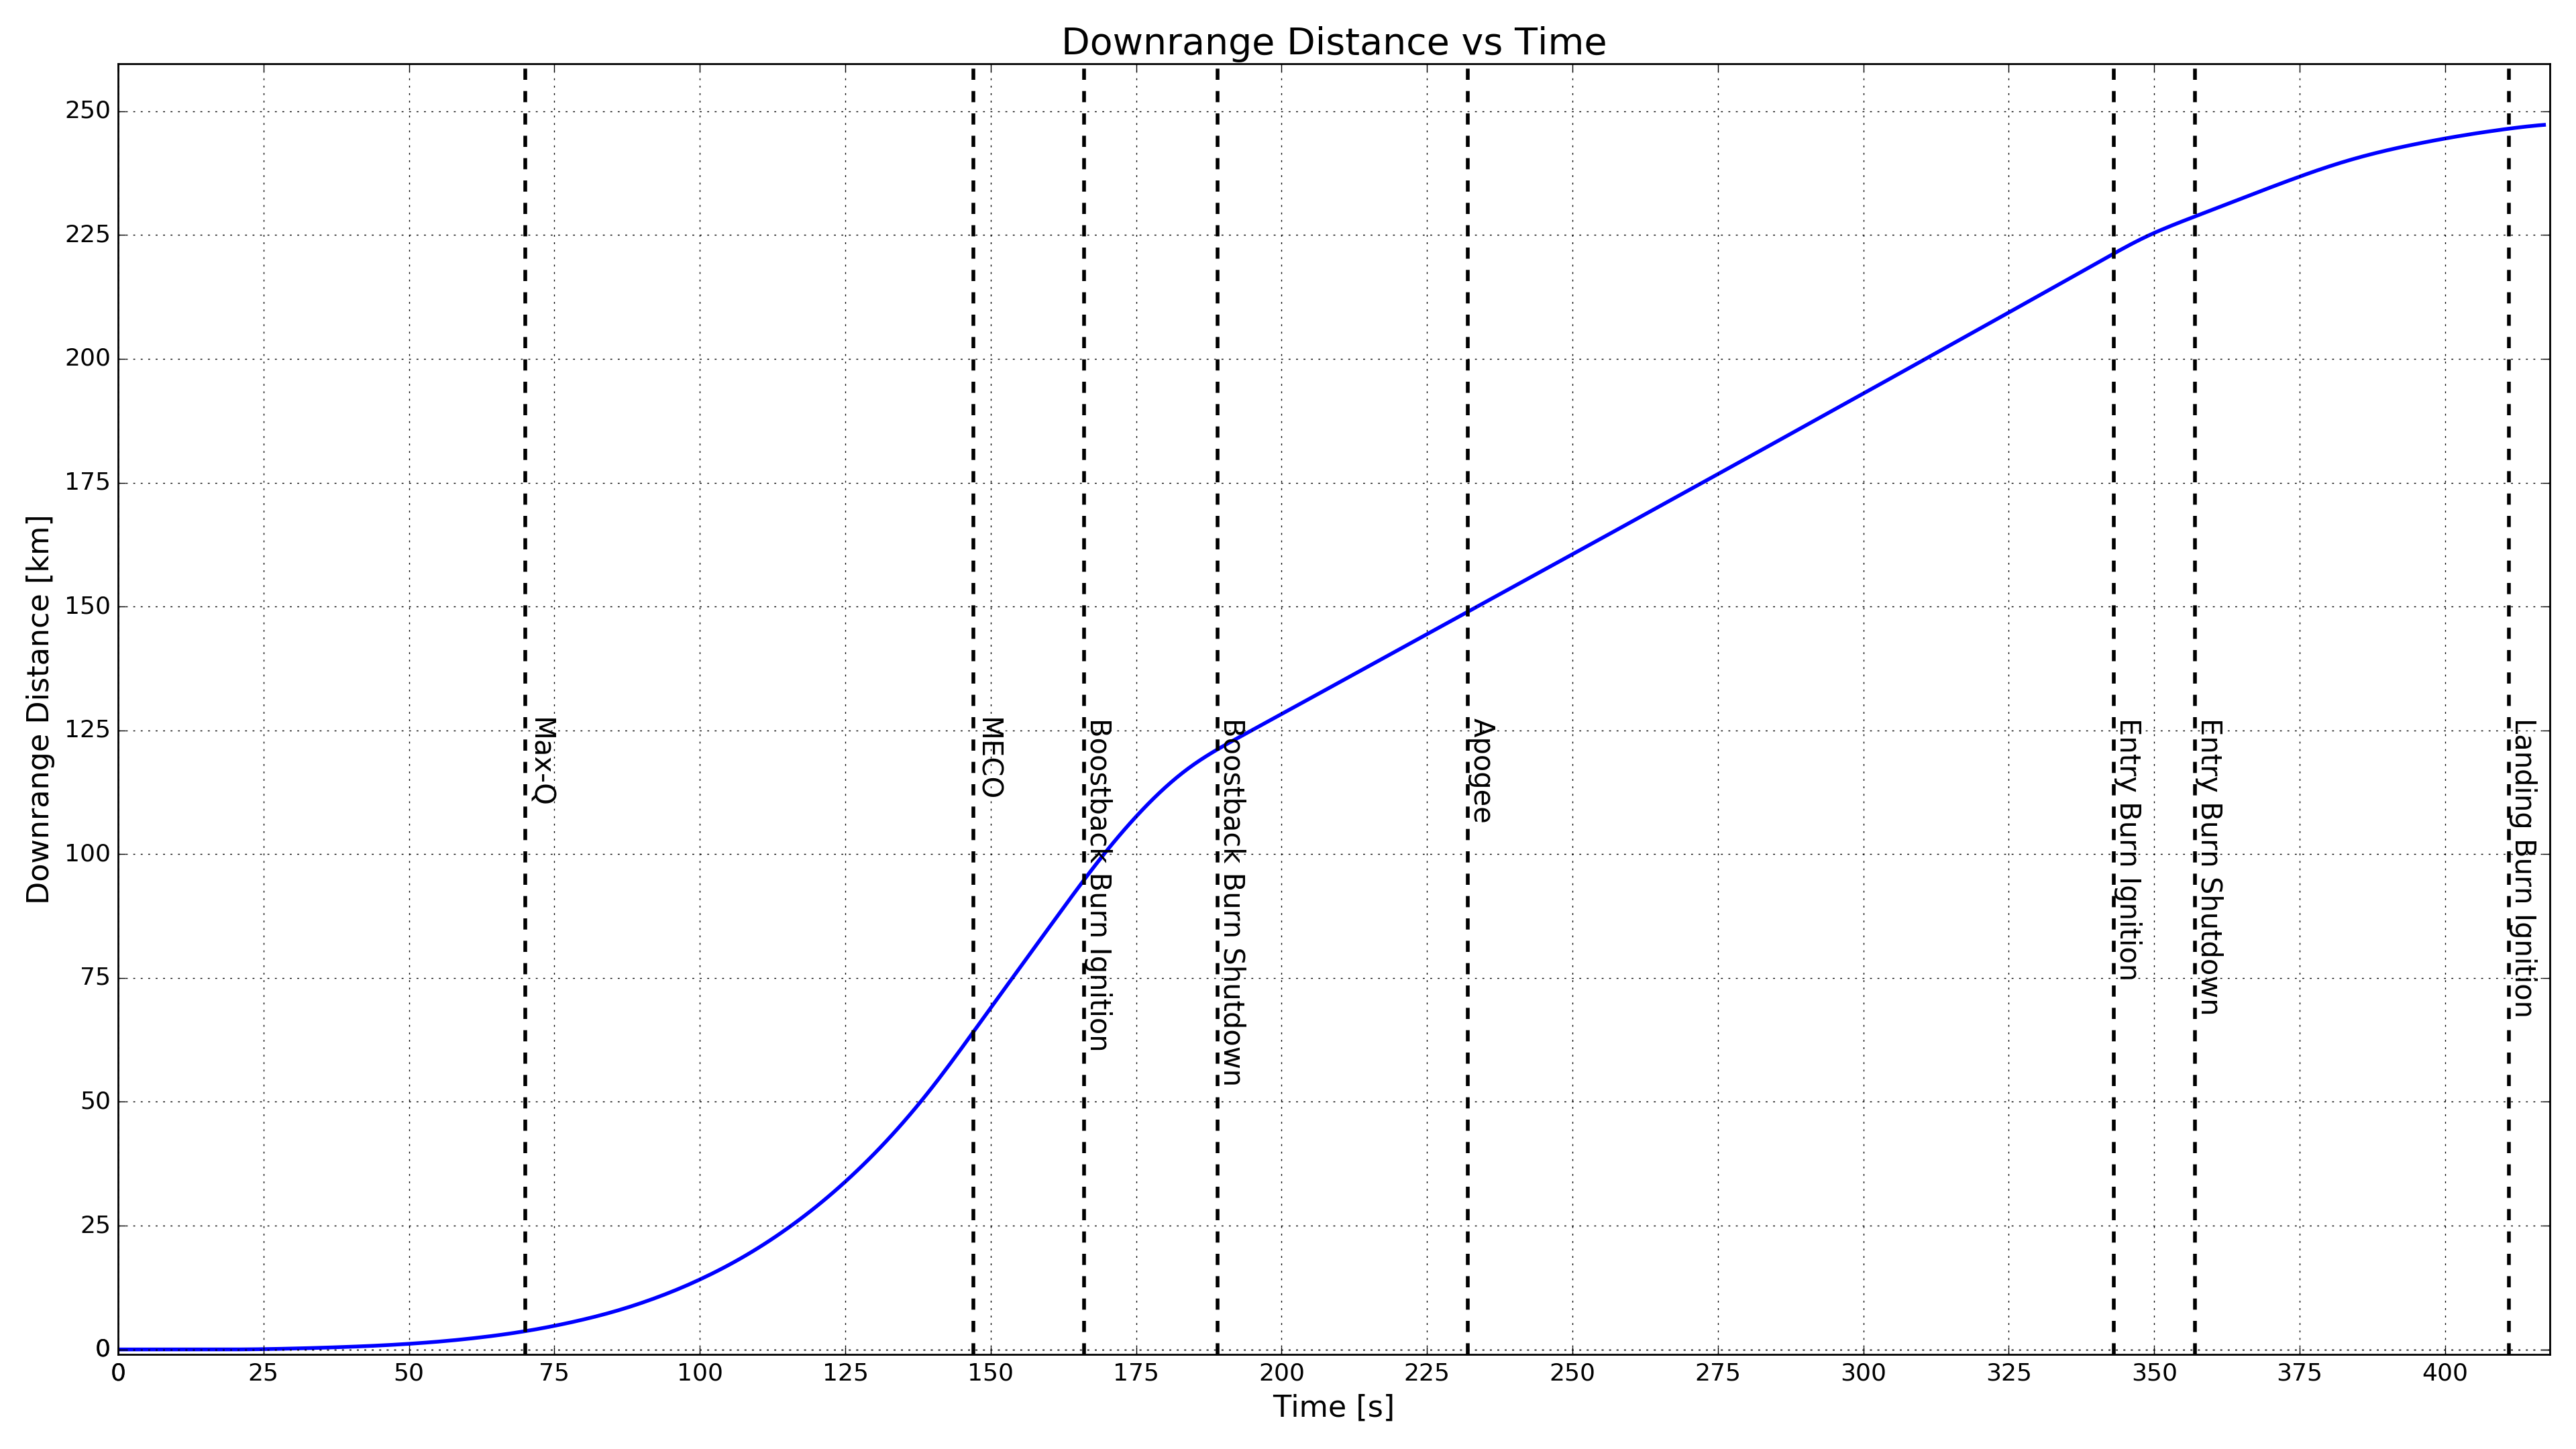 Downrange Distance vs Time
Downrange Distance [km]
250
225
200
175
150
125
100
75
50
25
0
Max-Q
MECO
Boostback Burn Ignition
Boostback Burn Shutdown
Apogee
Entry Burn Ignition
Entry Burn Shutdown
Landing Burn Ignition
0 25 50 75 100 125 150 175 200 225 250 275 300 325 350 375 400
Time [s]